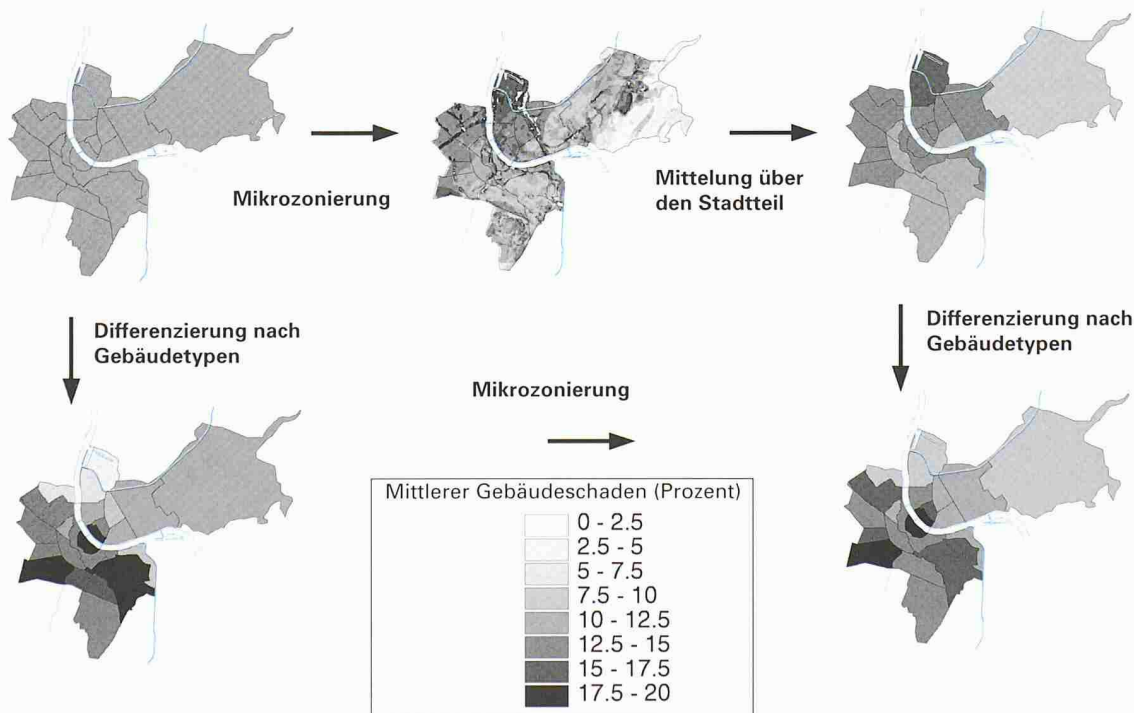 Mikrozonierung
Mittelung über
den Stadtteil
Differenzierung nach
Gebäudetypen
Differenzierung nach
Gebäudetypen
Mikrozonierung
Mittlerer Gebäudeschaden (Prozent)
0 - 2.5
2.5 - 5
5 - 7.5
7.5 - 10
10 - 12.5
12.5 - 15
15 - 17.5
17.5 - 20